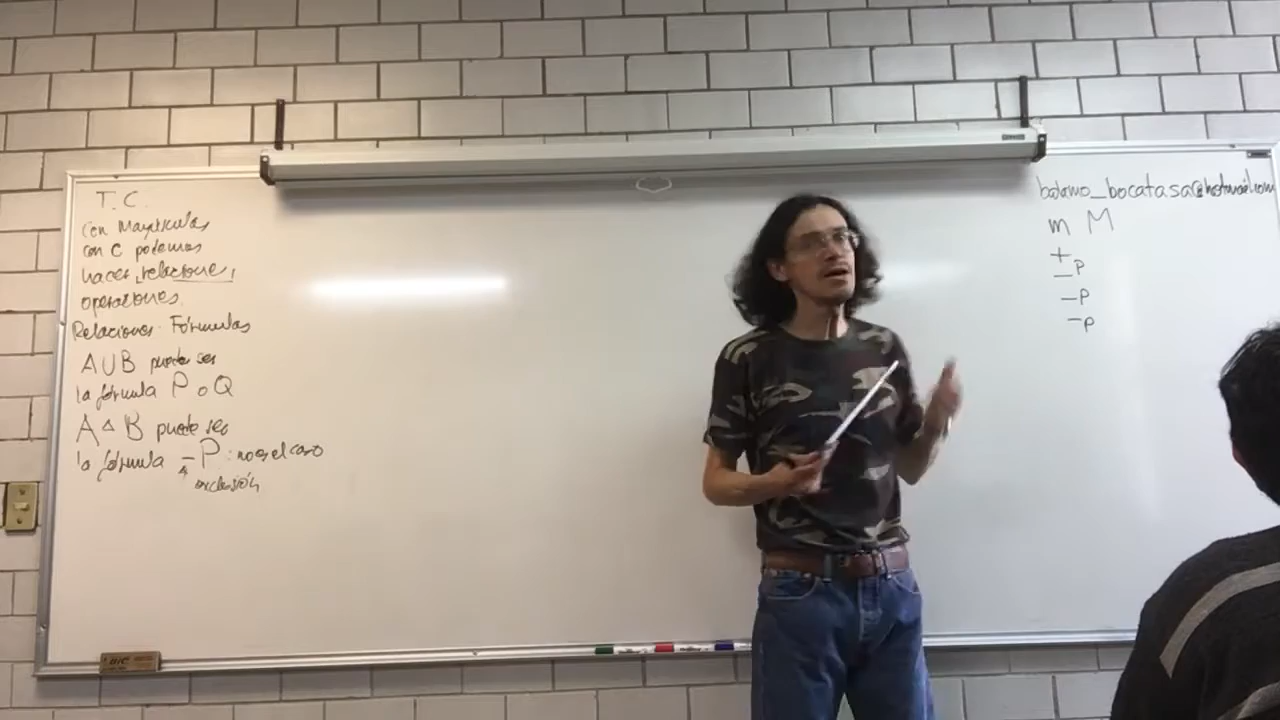 T. C.
Con Mayúsculas
con C podemos
hacer relaciones,
operaciones.
Relaciones. Fórmulas
A∪B puede ser
la fórmula P o Q
A △ B puede ser
la fórmula –P: no es el caso
exclusión
m M
+
–P
–P
–P
BIC